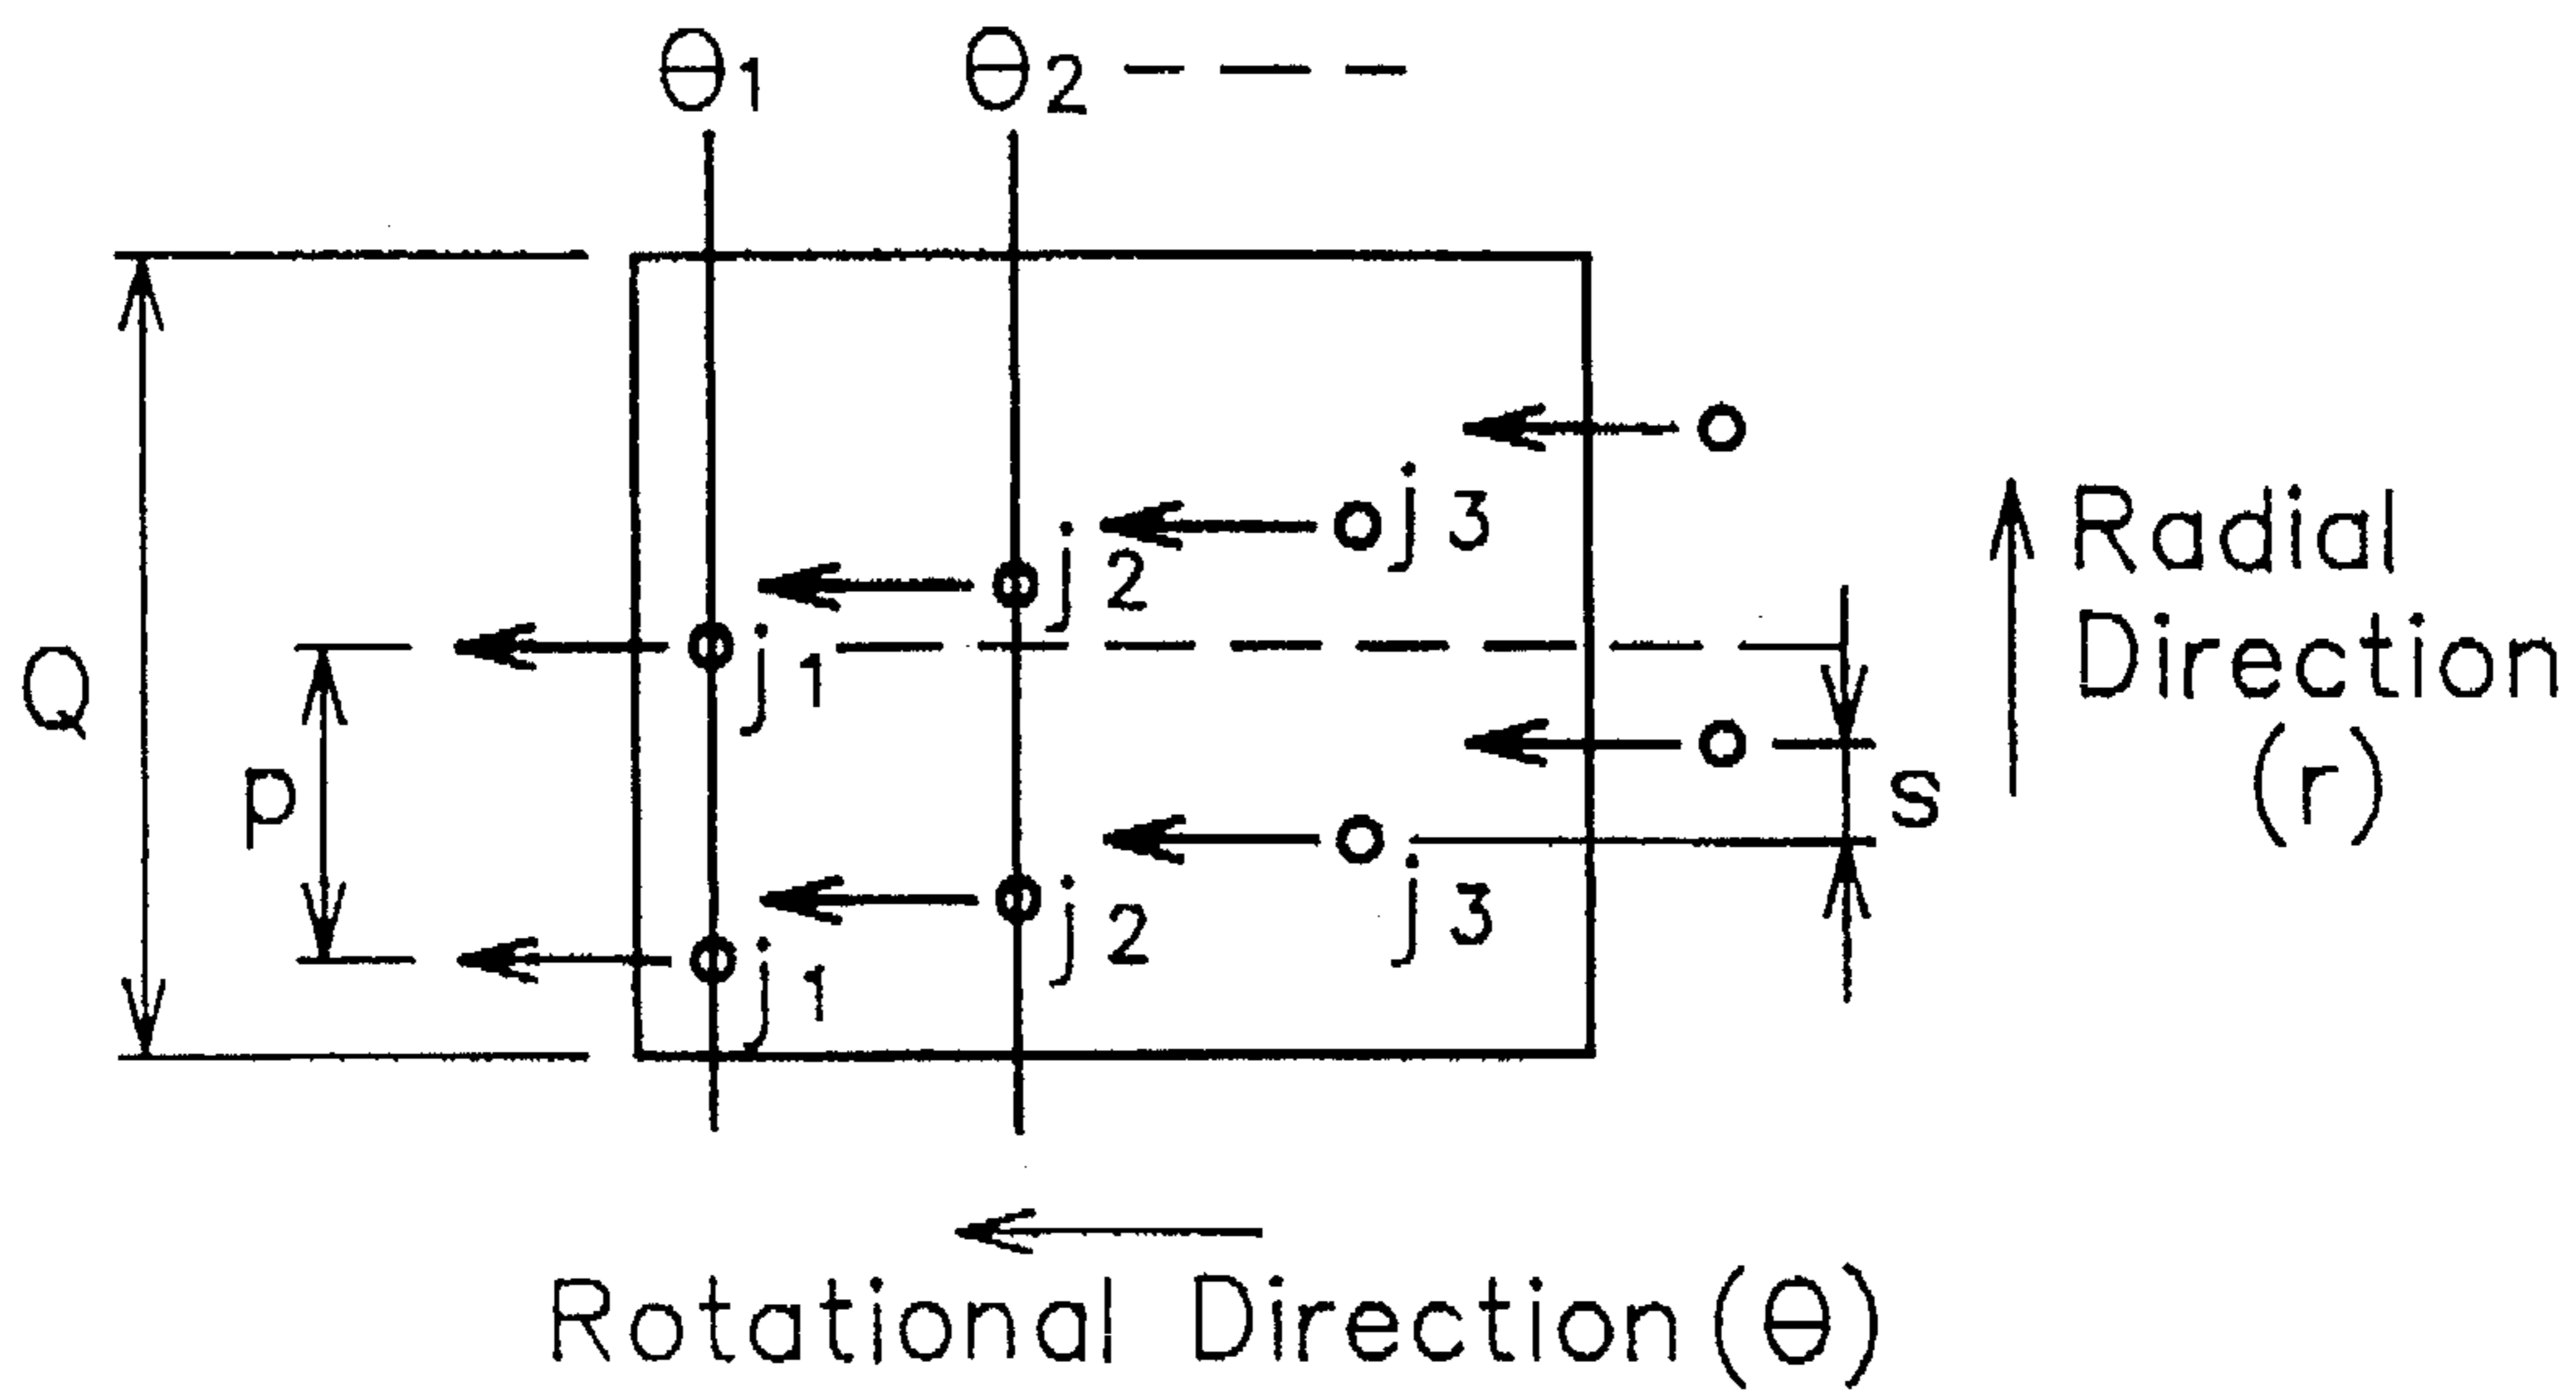 θ1 θ2
j3
j2
j1
Radial
Direction
(r)
Q
P
s
j3
j2
j1
Rotational Direction(θ)